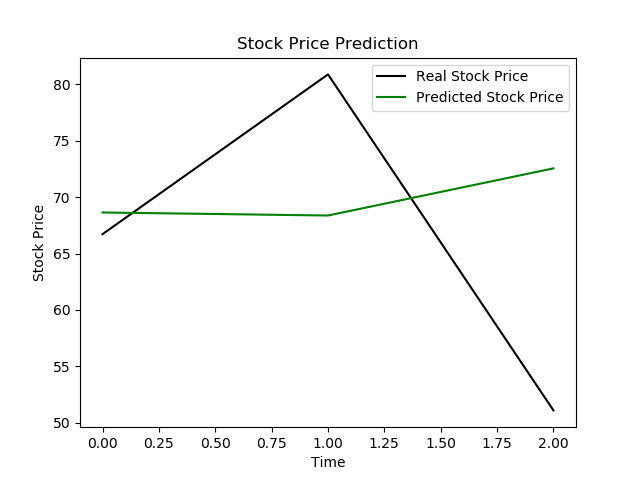 Stock Price Prediction
Real Stock Price
Predicted Stock Price
80
75
70
65
60
55
50
Stock Price
0.00 0.25 0.50 0.75 1.00 1.25 1.50 1.75 2.00
Time